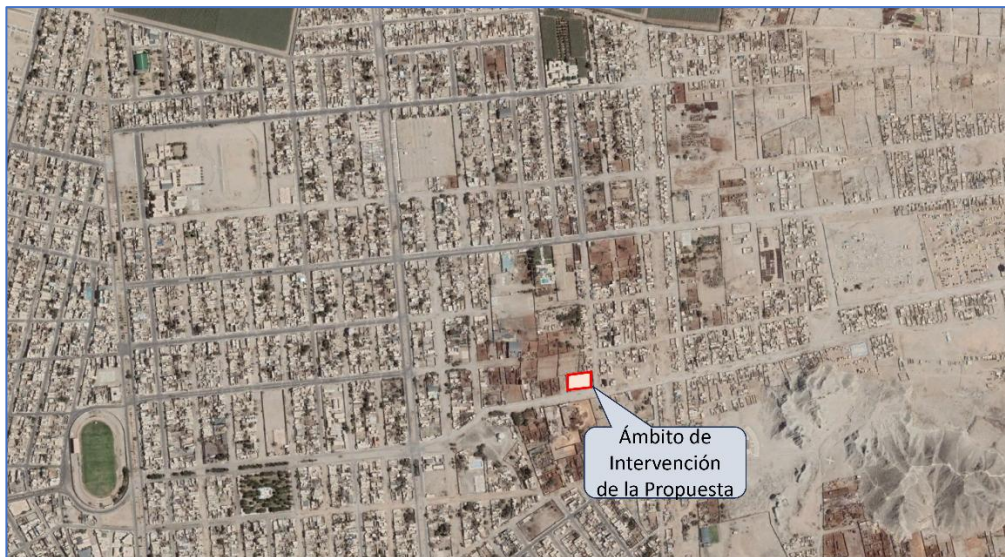 Ámbito de
Intervención
de la Propuesta